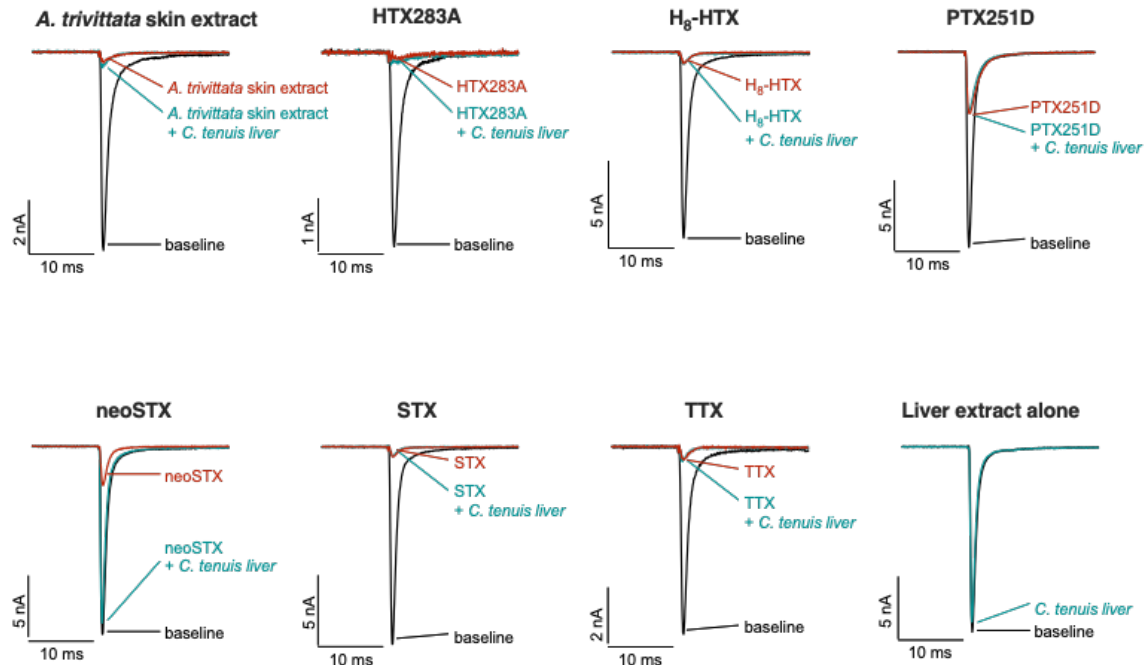 A. trivittata skin extract
A. trivittata skin extract
A. trivittata skin extract
+ C. tenuis liver
baseline
2 nA
10 ms
HTX283A
HTX283A
HTX283A
+ C. tenuis liver
baseline
1 nA
10 ms
H₈-HTX
H₈-HTX
H₈-HTX
+ C. tenuis liver
baseline
5 nA
10 ms
PTX251D
PTX251D
PTX251D
+ C. tenuis liver
baseline
5 nA
10 ms
neoSTX
neoSTX
neoSTX
+ C. tenuis liver
baseline
5 nA
10 ms
STX
STX
STX
+ C. tenuis liver
baseline
5 nA
10 ms
TTX
TTX
TTX
+ C. tenuis liver
baseline
2 nA
10 ms
Liver extract alone
C. tenuis liver
baseline
5 nA
10 ms